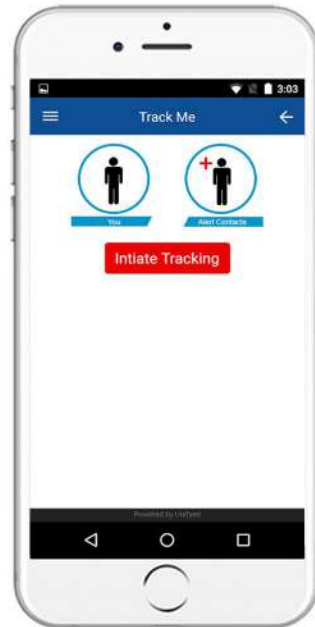 3:03
Track Me
You
Alert Contacts
Intiate Tracking
Powered by Unifyed